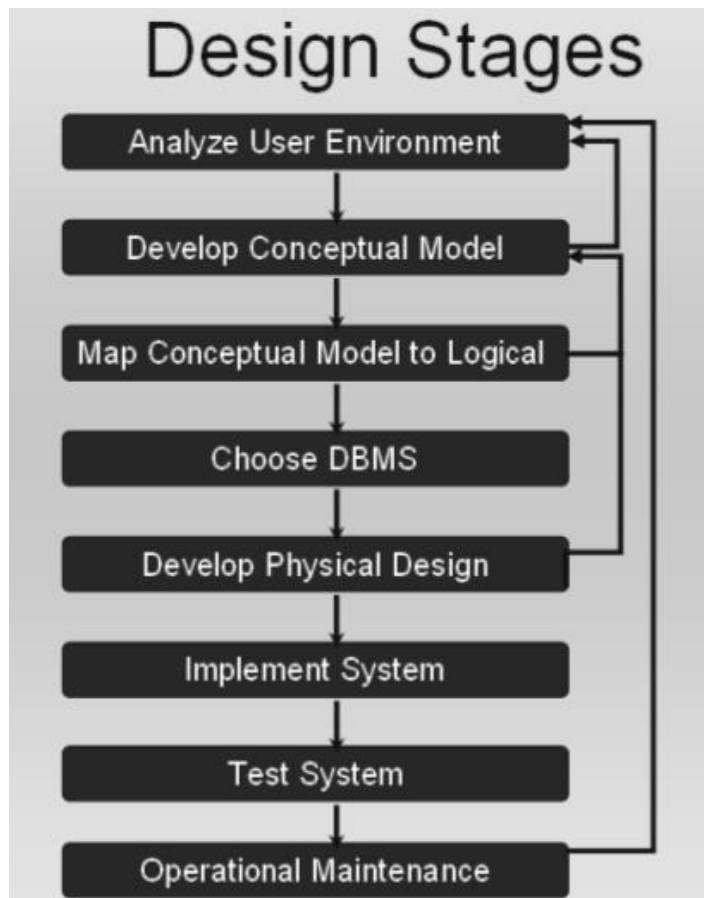 Design Stages
Analyze User Environment
Develop Conceptual Model
Map Conceptual Model to Logical
Choose DBMS
Develop Physical Design
Implement System
Test System
Operational Maintenance